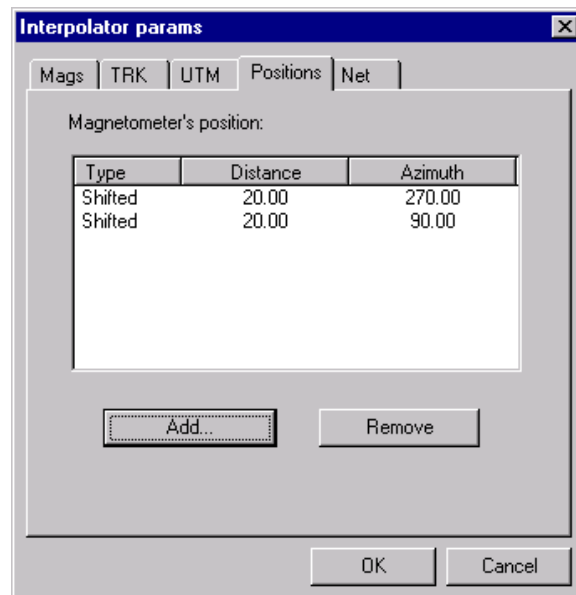 Interpolator params
Mags TRK UTM Positions Net
Magnetometer's position:
Type Distance Azimuth
Shifted 20.00 270.00
Shifted 20.00 90.00
Add... Remove
OK Cancel